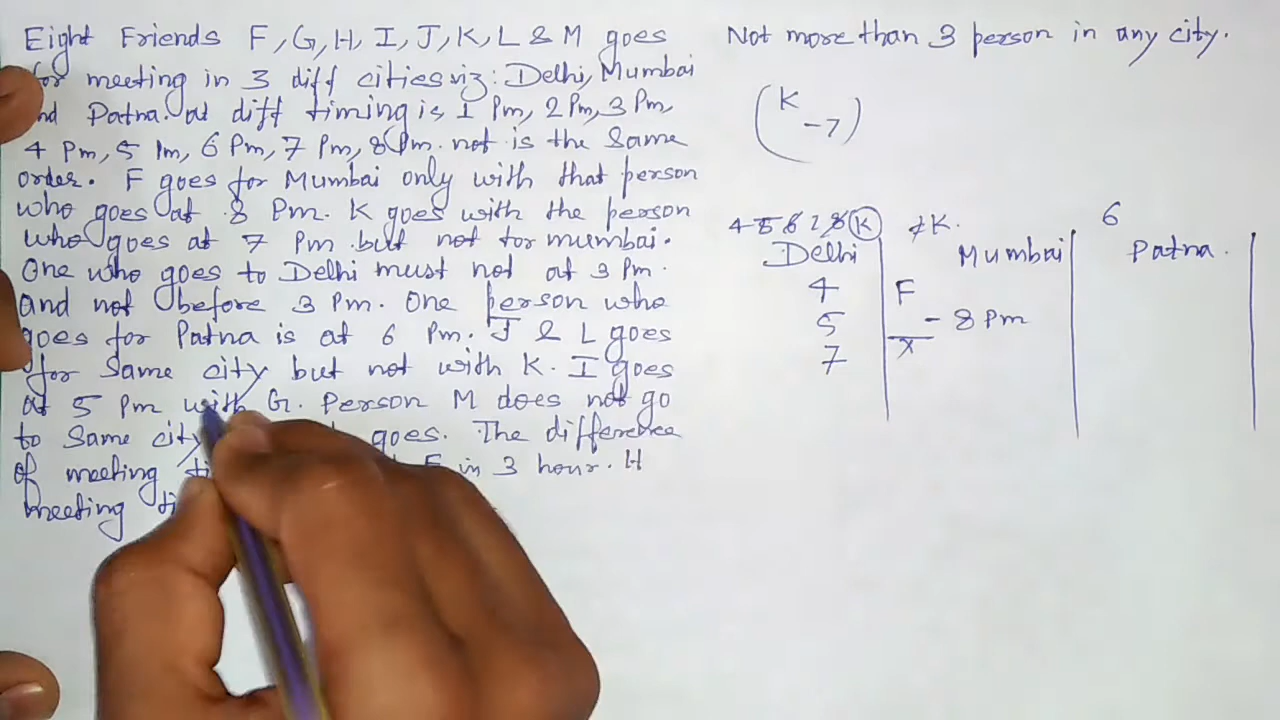 Eight Friends F, G, H, I, J, K, L & M goes
for meeting in 3 diff cities viz: Delhi, Mumbai
nd Patna. at diff timing is 1 Pm, 2 Pm, 3 Pm
4 Pm, 5 Pm, 6 Pm, 7 Pm, 8 Pm. not is the same
order. F goes for Mumbai only with that person
who goes at 8 Pm. K goes with the person
who goes at 7 Pm but not for mumbai.
One who goes to Delhi must not at 3 Pm.
and not before 3 Pm. One person who
goes for Patna is at 6 Pm. J & L goes
for same city but not with K. I goes
at 5 pm with G. Person M does not go
to same city goes. The difference
of meeting F in 3 hour. H
meeting
Not more than 3 person in any city.
K
-7
4 5 6 7 8 K ≠K. 6
Delhi Mumbai Patna.
4 F
5 - 8 Pm
7 x